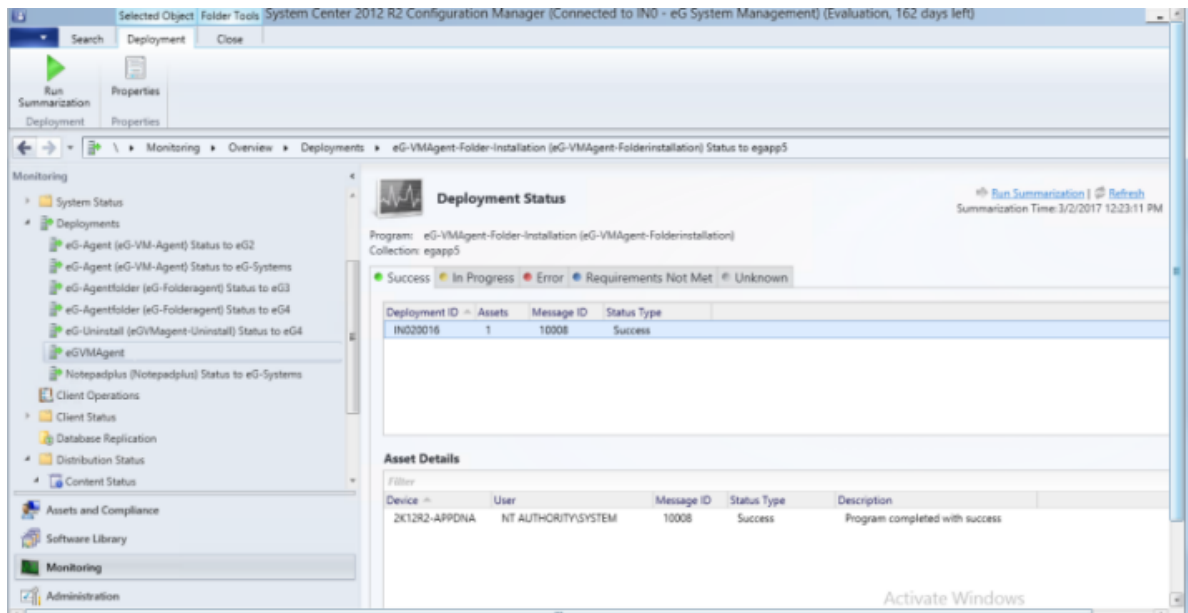 Selected Object Folder Tools System Center 2012 R2 Configuration Manager (Connected to IN0 - eG System Management) (Evaluation, 162 days left)
Search Deployment Close
Run Summarization
Properties
Deployment Properties
\ Monitoring Overview Deployments eG-VMAgent-Folder-Installation (eG-VMAgent-Folderinstallation) Status to egapp5
Monitoring
System Status
Deployments
eG-Agent (eG-VM-Agent) Status to eG2
eG-Agent (eG-VM-Agent) Status to eG-Systems
eG-Agentfolder (eG-Folderagent) Status to eG3
eG-Agentfolder (eG-Folderagent) Status to eG4
eG-Uninstall (eGVMagent-Uninstall) Status to eG4
eGVMAgent
Notepadplus (Notepadplus) Status to eG-Systems
Client Operations
Client Status
Database Replication
Distribution Status
Content Status
Assets and Compliance
Software Library
Monitoring
Administration
Deployment Status
Run Summarization | Refresh
Summarization Time: 3/2/2017 12:23:11 PM
Program: eG-VMAgent-Folder-Installation (eG-VMAgent-Folderinstallation)
Collection: egapp5
Success In Progress Error Requirements Not Met Unknown
Deployment ID Assets Message ID Status Type
IN020016 1 10008 Success
Asset Details
Filter
Device User Message ID Status Type Description
2K12R2-APPDNA NT AUTHORITY\SYSTEM 10008 Success Program completed with success
Activate Windows